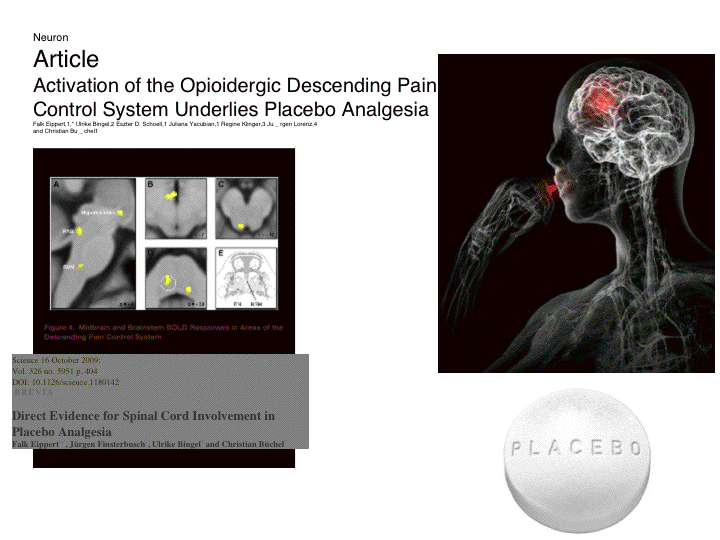 Neuron
Article
Activation of the Opioidergic Descending Pain
Control System Underlies Placebo Analgesia
Falk Eippert,1,* Ulrike Bingel,2 Eszter D. Schoell,1 Juliana Yacubian,1 Regine Klinger,3 Ju _ rgen Lorenz,4
and Christian Bu _ chel1
A
B
C
Hypothalamus
PAG
RVM
D
E
Figure 4. Midbrain and Brainstem BOLD Responses in Areas of the
Descending Pain Control System
Science 16 October 2009:
Vol. 326 no. 5951 p. 404
DOI: 10.1126/science.1180142
BREVIA
Direct Evidence for Spinal Cord Involvement in
Placebo Analgesia
Falk Eippert , Jürgen Finsterbusch , Ulrike Bingel and Christian Büchel
PLACEBO